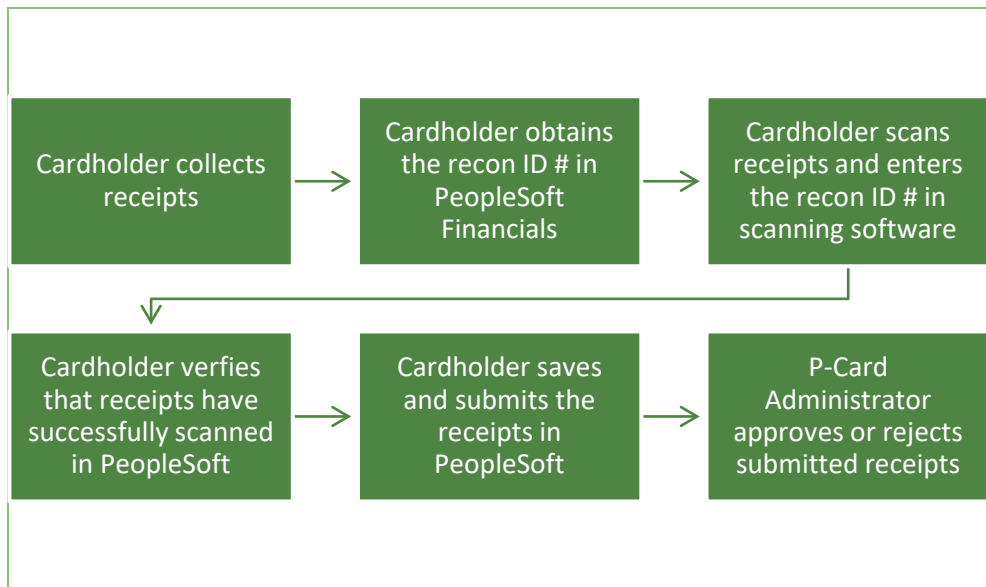 Cardholder collects
receipts
Cardholder obtains
the recon ID # in
PeopleSoft
Financials
Cardholder scans
receipts and enters
the recon ID # in
scanning software
Cardholder verfies
that receipts have
successfully scanned
in PeopleSoft
Cardholder saves
and submits the
receipts in
PeopleSoft
P-Card
Administrator
approves or rejects
submitted receipts